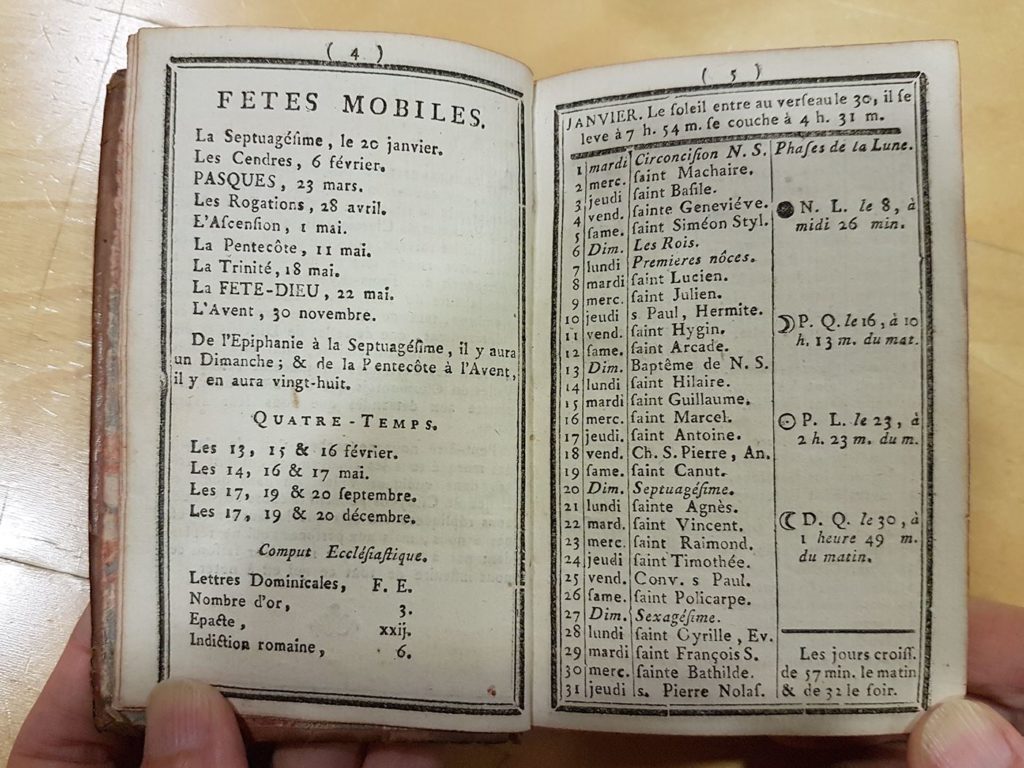 ( 4 )
FETES MOBILES.
La Septuagéſime, le 20 janvier.
Les Cendres, 6 février.
PASQUES, 23 mars.
Les Rogations, 28 avril.
L'Aſcenſion, 1 mai.
La Pentecôte, 11 mai.
La Trinité, 18 mai.
La FETE-DIEU, 22 mai.
L'Avent, 30 novembre.
De l'Epiphanie à la Septuagéſime, il y aura
un Dimanche; & de la Pentecôte à l'Avent,
il y en aura vingt-huit.
QUATRE-TEMPS.
Les 13, 15 & 16 février.
Les 14, 16 & 17 mai.
Les 17, 19 & 20 ſeptembre.
Les 17, 19 & 20 décembre.
Comput Eccléſiaſtique.
Lettres Dominicales, F. E.
Nombre d'or, 3.
Epacte, xxij.
Indiction romaine, 6.
( 5 )
JANVIER. Le ſoleil entre au verſeau le 30, il ſe
leve à 7 h. 54 m. ſe couche à 4 h. 31 m.
1 mardi Circonciſion N. S.
2 merc. ſaint Machaire.
3 jeudi ſaint Baſile.
4 vend. ſainte Geneviéve.
5 ſame. ſaint Siméon Styl.
6 Dim. Les Rois.
7 lundi Premieres nôces.
8 mardi ſaint Lucien.
9 merc. ſaint Julien.
10 jeudi s Paul, Hermite.
11 vend. ſaint Hygin.
12 ſame. ſaint Arcade.
13 Dim. Baptême de N. S.
14 lundi ſaint Hilaire.
15 mardi ſaint Guillaume.
16 merc. ſaint Marcel.
17 jeudi. ſaint Antoine.
18 vend. Ch. S. Pierre, An.
19 ſame. ſaint Canut.
20 Dim. Septuagéſime.
21 lundi ſainte Agnès.
22 mard. ſaint Vincent.
23 merc. ſaint Raimond.
24 jeudi ſaint Timothée.
25 vend. Conv. s Paul.
26 ſame. ſaint Policarpe.
27 Dim. Sexagéſime.
28 lundi ſaint Cyrille, Ev.
29 mardi ſaint François S.
30 merc. ſainte Bathilde.
31 jeudi s. Pierre Nolaſ.
Phaſes de la Lune.
N. L. le 8, à
midi 26 min.
P. Q. le 16, à 10
h. 13 m. du mat.
P. L. le 23, à
2 h. 23 m. du m.
D. Q. le 30, à
1 heure 49 m.
du matin.
Les jours croiſſ.
de 57 min. le matin
& de 32 le ſoir.